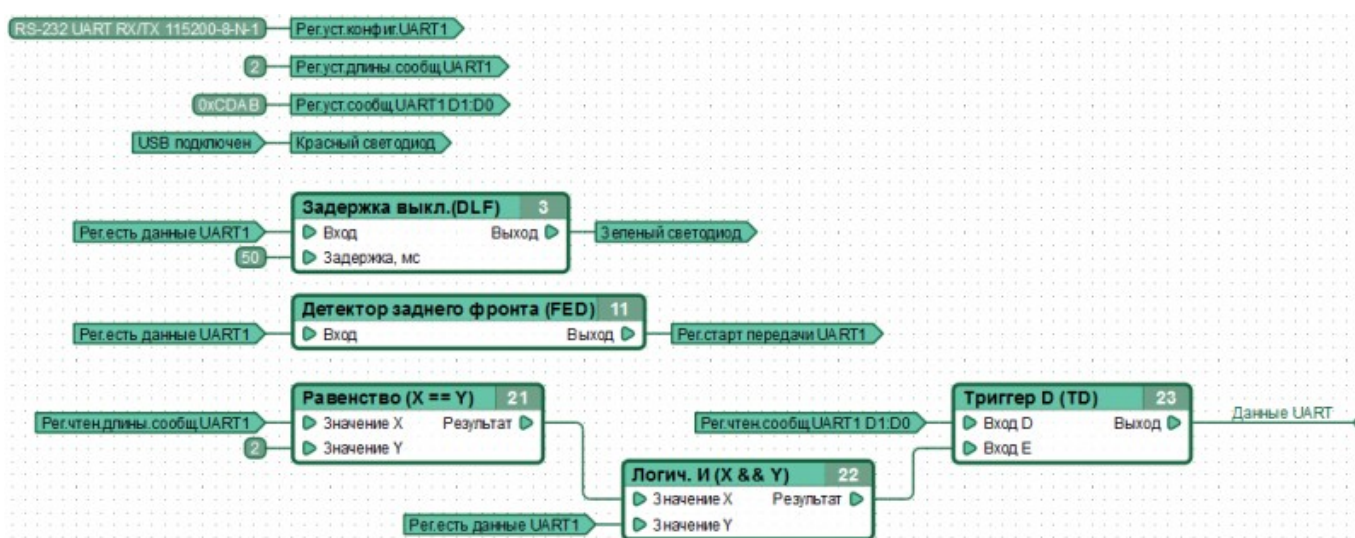 RS-232 UART RX/TX 115200-8-N-1 Рег.уст.конфиг.UART1
2 Рег.уст.длины.сообщ.UART1
0xCDAB Рег.уст.сообщ.UART1 D1:D0
USB подключен Красный светодиод
Задержка выкл.(DLF) 3
Рег.есть данные UART1 Вход Выход Зеленый светодиод
50 Задержка, мс
Детектор заднего фронта (FED) 11
Рег.есть данные UART1 Вход Выход Рег.старт передачи UART1
Равенство (X == Y) 21
Рег.чтен.длины.сообщ.UART1 Значение X Результат
2 Значение Y
Триггер D (TD) 23
Рег.чтен.сообщ.UART1 D1:D0 Вход D Выход Данные UART
Вход E
Логич. И (X && Y) 22
Значение X Результат
Рег.есть данные UART1 Значение Y